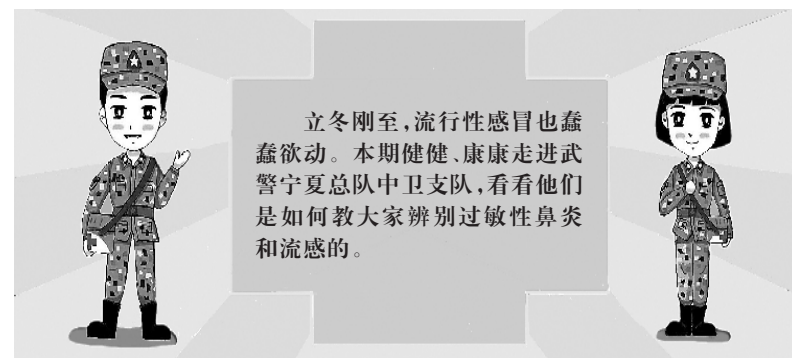 立冬刚至,流行性感冒也蠢
蠢欲动。本期健健、康康走进武
警宁夏总队中卫支队,看看他们
是如何教大家辨别过敏性鼻炎
和流感的。